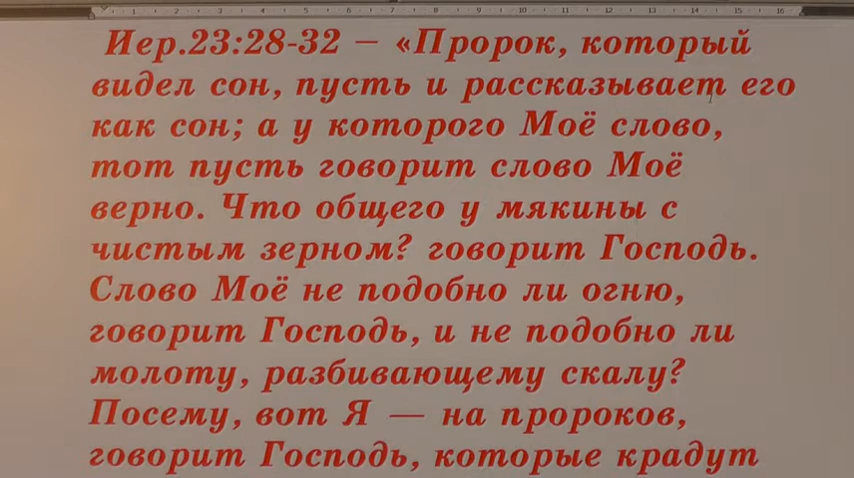 Иер.23:28-32 – «Пророк, который
видел сон, пусть и рассказывает его
как сон; а у которого Моё слово,
тот пусть говорит слово Моё
верно. Что общего у мякины с
чистым зерном? говорит Господь.
Слово Моё не подобно ли огню,
говорит Господь, и не подобно ли
молоту, разбивающему скалу?
Посему, вот Я — на пророков,
говорит Господь, которые крадут